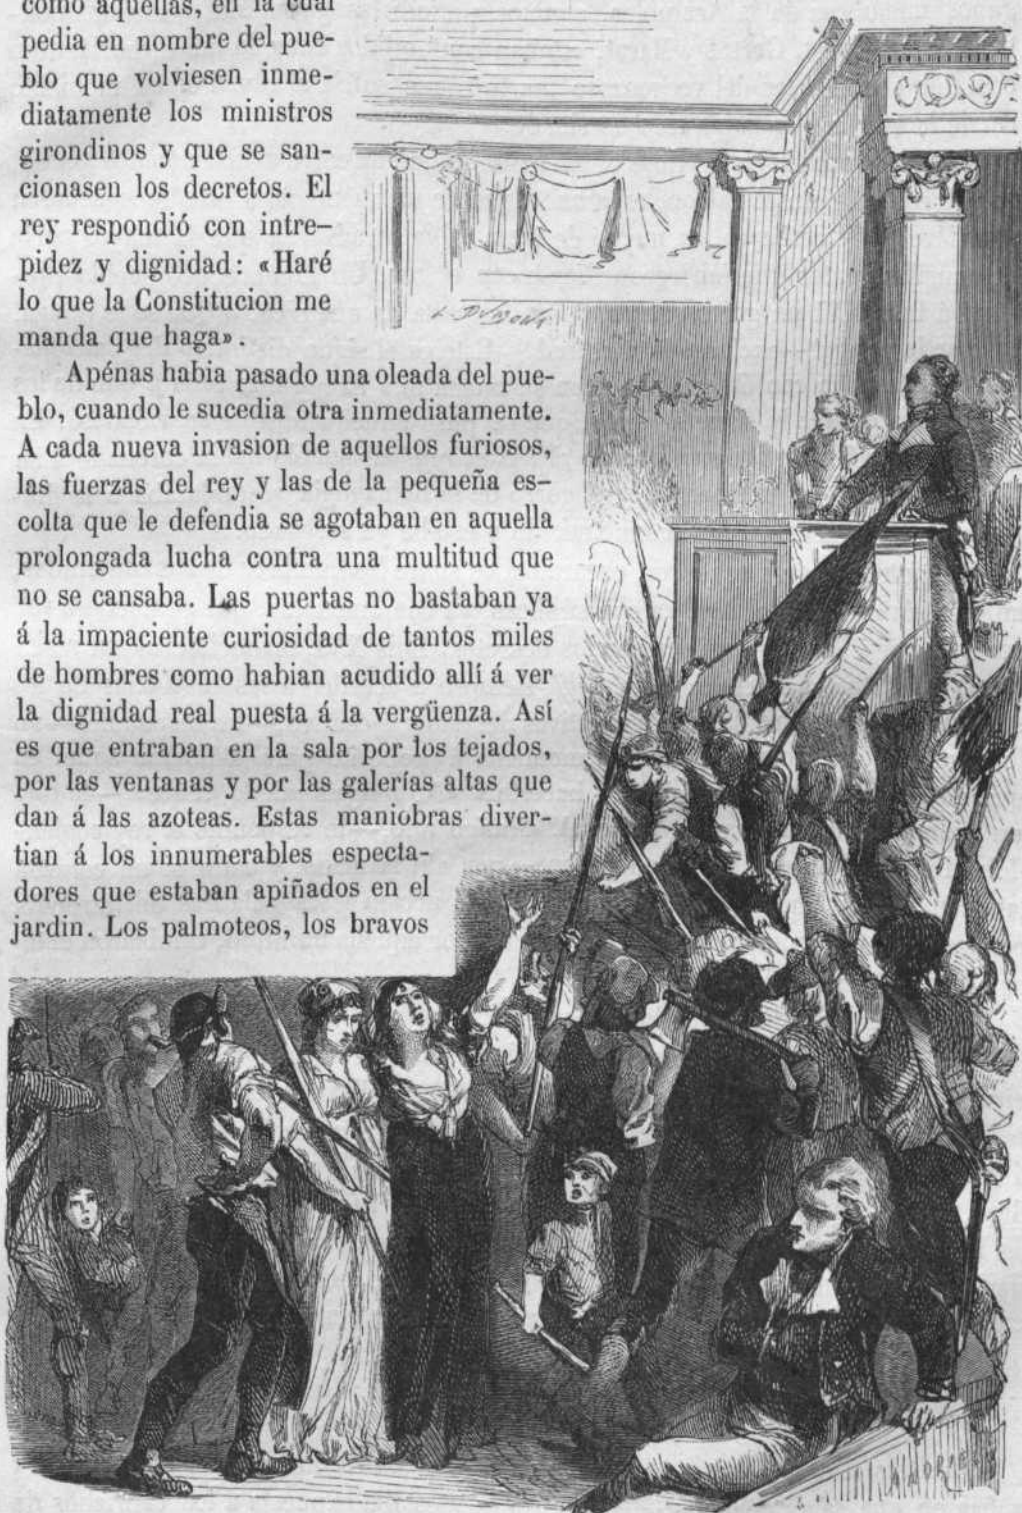 como aquellas, en la cual
pedia en nombre del pue-
blo que volviesen inme-
diatamente los ministros
girondinos y que se san-
cionasen los decretos. El
rey respondió con intre-
pidez y dignidad: «Haré
lo que la Constitucion me
manda que haga».
Apénas habia pasado una oleada del pue-
blo, cuando le sucedia otra inmediatamente.
A cada nueva invasion de aquellos furiosos,
las fuerzas del rey y las de la pequeña es-
colta que le defendia se agotaban en aquella
prolongada lucha contra una multitud que
no se cansaba. Las puertas no bastaban ya
á la impaciente curiosidad de tantos miles
de hombres como habian acudido allí á ver
la dignidad real puesta á la vergüenza. Así
es que entraban en la sala por los tejados,
por las ventanas y por las galerías altas que
dan á las azoteas. Estas maniobras diver-
tian á los innumerables especta-
dores que estaban apiñados en el
jardin. Los palmoteos, los bravos